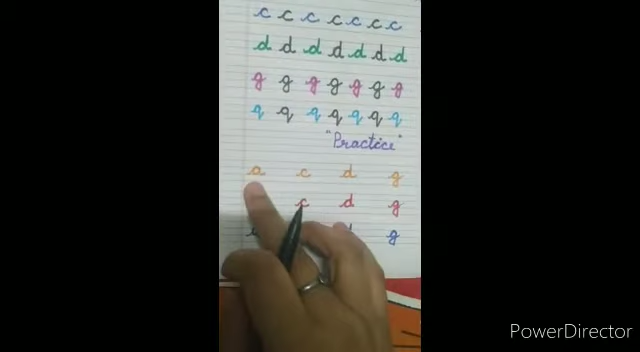 c c c c c c c
d d d d d d d
g g g g g g g
q q q q q q q
"Practice"
a c d g
c d g
d g
PowerDirector